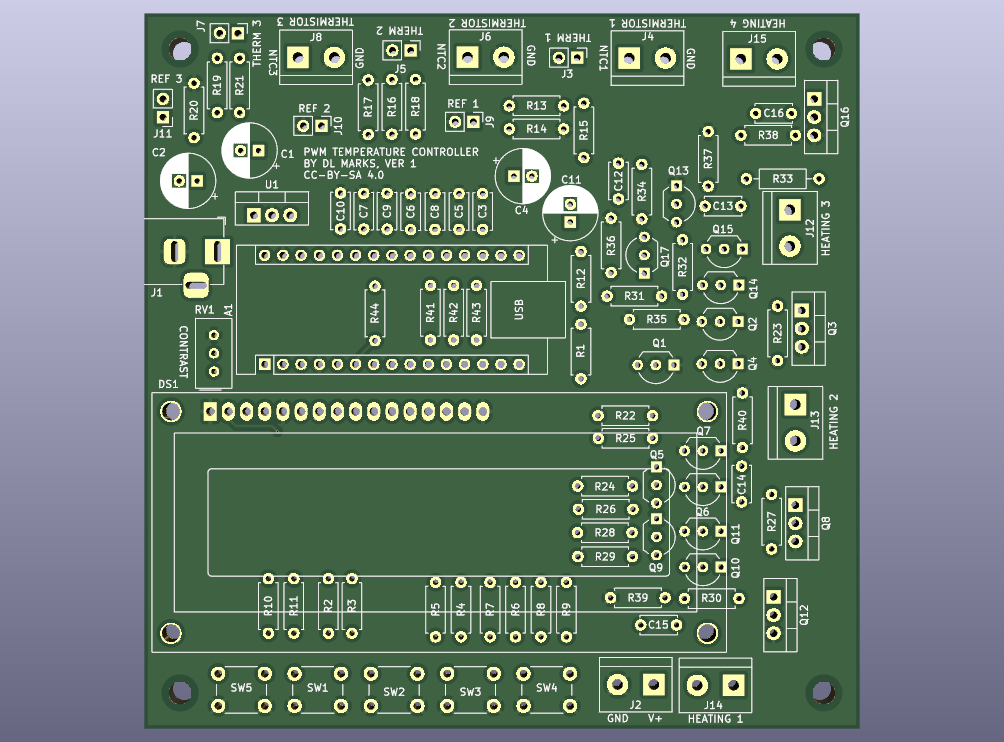 THERMISTOR 3
THERMISTOR 2
THERMISTOR 1
HEATING 4
J7
THERM 3
J8
NTC3
GND
THERM 2
J5
J6
NTC2
GND
THERM 1
J3
J4
NTC1
GND
J15
REF 3
J11
R19
R21
R20
REF 2
J10
R17
R16
R18
REF 1
J9
R13
R14
R15
C16
R38
Q16
C2
C1
PWM TEMPERATURE CONTROLLER
BY DL MARKS, VER 1
CC-BY-SA 4.0
C4
C11
C12
R34
Q13
R37
R33
C13
J12
HEATING 3
U1
C10
C7
C9
C6
C8
C5
C3
R36
Q17
R32
Q15
J1
A1
R44
R41
R42
R43
USB
R12
R31
Q14
RV1
CONTRAST
R1
R35
Q2
R23
Q3
Q1
Q4
DS1
R22
R25
R40
J13
HEATING 2
Q7
Q5
R24
R26
R28
R29
C14
Q6
Q9
Q11
Q10
R27
Q8
R10
R11
R2
R3
R5
R4
R7
R6
R8
R9
R39
R30
C15
Q12
SW5
SW1
SW2
SW3
SW4
J2
J14
GND
V+
HEATING 1